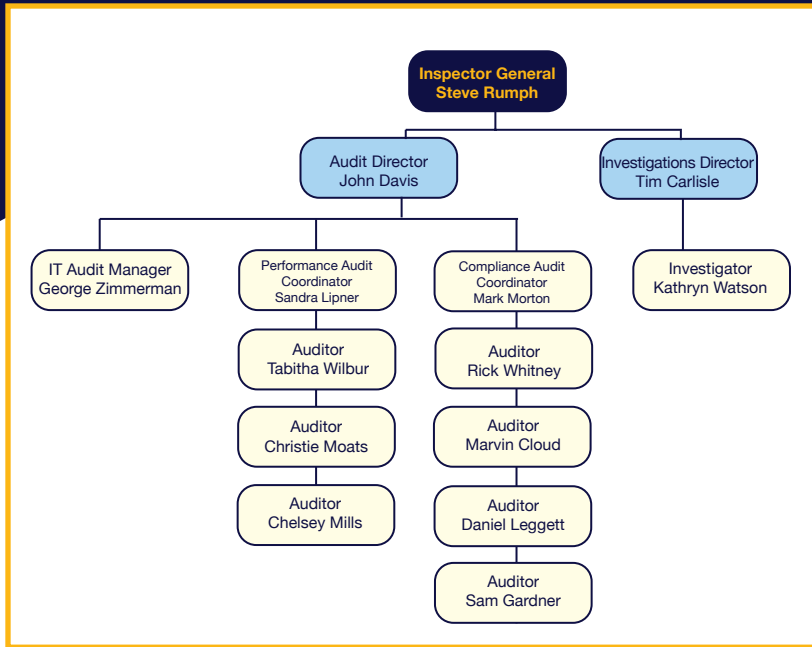 Inspector General
Steve Rumph
Audit Director
John Davis
Investigations Director
Tim Carlisle
IT Audit Manager
George Zimmerman
Performance Audit
Coordinator
Sandra Lipner
Compliance Audit
Coordinator
Mark Morton
Investigator
Kathryn Watson
Auditor
Tabitha Wilbur
Auditor
Rick Whitney
Auditor
Christie Moats
Auditor
Marvin Cloud
Auditor
Chelsey Mills
Auditor
Daniel Leggett
Auditor
Sam Gardner